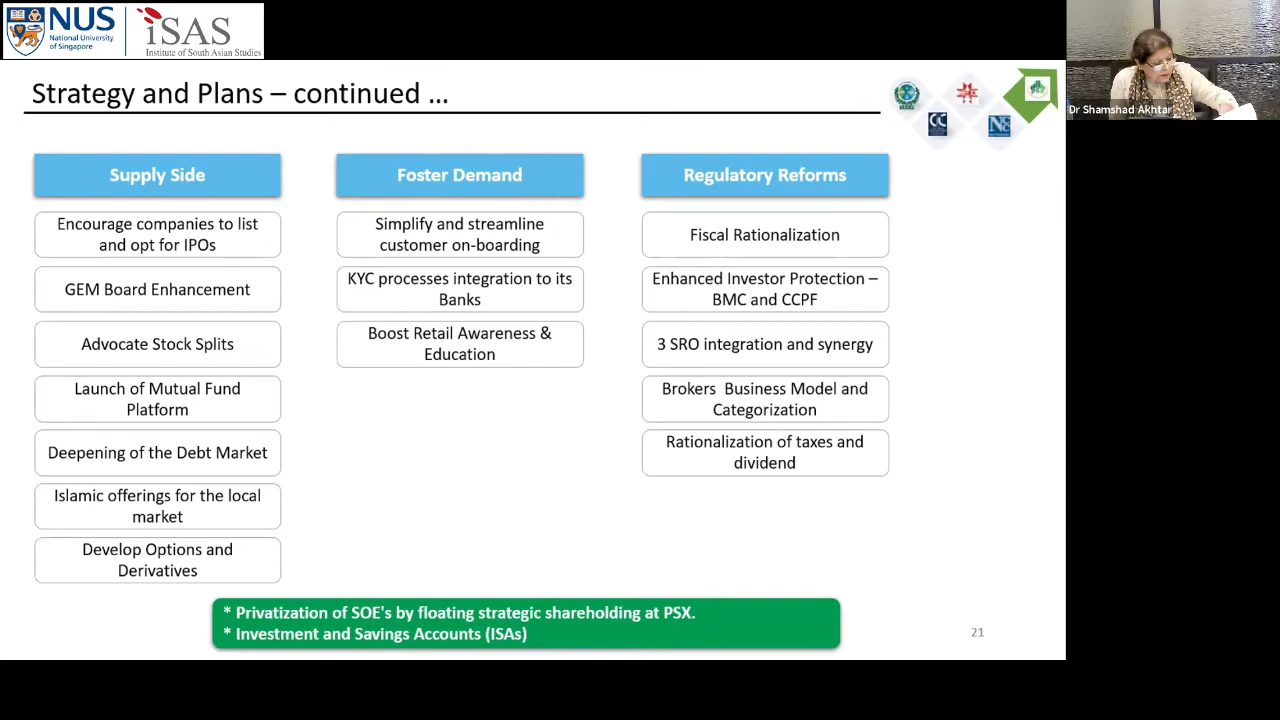 NUS
National University
of Singapore
iSAS
Institute of South Asian Studies
Strategy and Plans – continued …
Dr Shamshad Akhtar
Supply Side
Encourage companies to list
and opt for IPOs
GEM Board Enhancement
Advocate Stock Splits
Launch of Mutual Fund
Platform
Deepening of the Debt Market
Islamic offerings for the local
market
Develop Options and
Derivatives
Foster Demand
Simplify and streamline
customer on-boarding
KYC processes integration to its
Banks
Boost Retail Awareness &
Education
Regulatory Reforms
Fiscal Rationalization
Enhanced Investor Protection –
BMC and CCPF
3 SRO integration and synergy
Brokers  Business Model and
Categorization
Rationalization of taxes and
dividend
* Privatization of SOE's by floating strategic shareholding at PSX.
* Investment and Savings Accounts (ISAs)
21